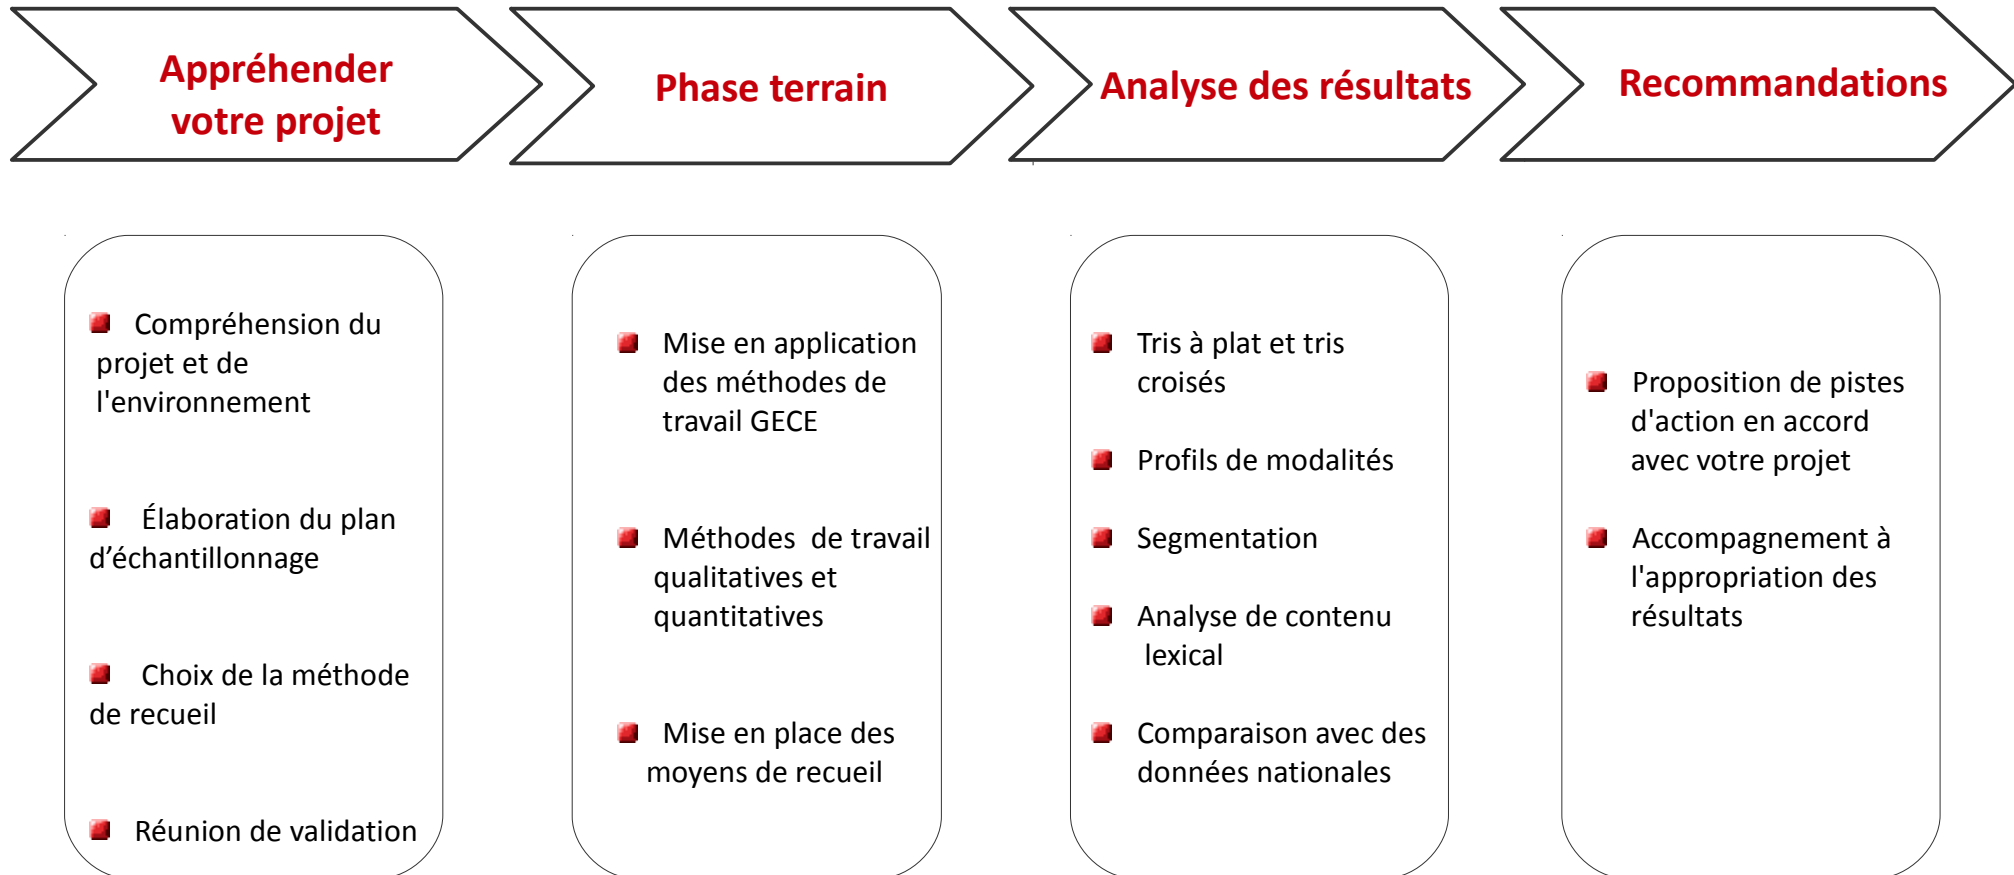 Appréhender
votre projet
Phase terrain
Analyse des résultats
Recommandations
Compréhension du
projet et de
l'environnement
Élaboration du plan
d’échantillonnage
Choix de la méthode
de recueil
Réunion de validation
Mise en application
des méthodes de
travail GECE
Méthodes de travail
qualitatives et
quantitatives
Mise en place des
moyens de recueil
Tris à plat et tris
croisés
Profils de modalités
Segmentation
Analyse de contenu
lexical
Comparaison avec des
données nationales
Proposition de pistes
d'action en accord
avec votre projet
Accompagnement à
l'appropriation des
résultats